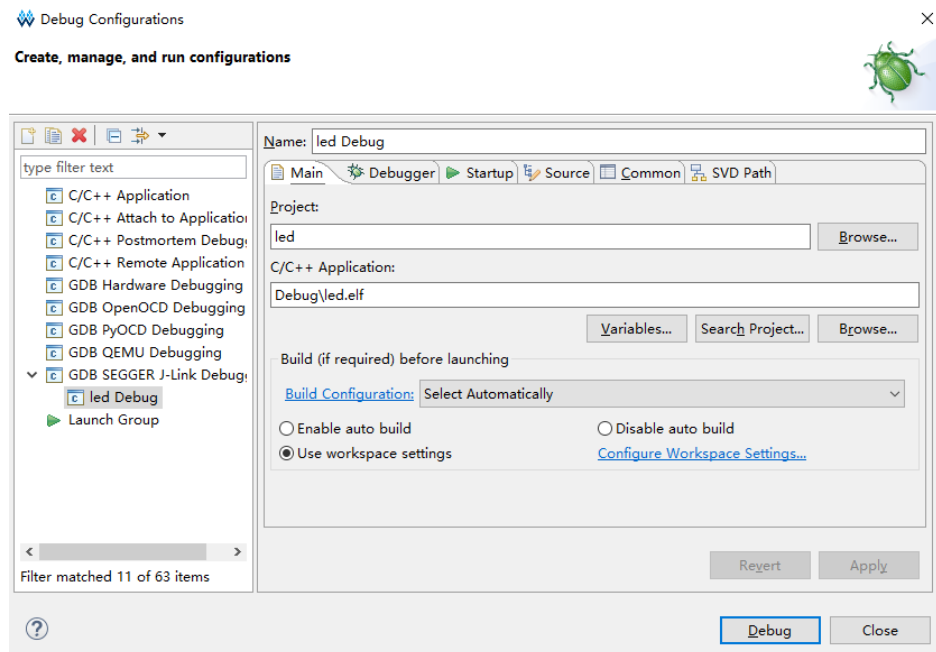 Debug Configurations
Create, manage, and run configurations
type filter text
C/C++ Application
C/C++ Attach to Application
C/C++ Postmortem Debug
C/C++ Remote Application
GDB Hardware Debugging
GDB OpenOCD Debugging
GDB PyOCD Debugging
GDB QEMU Debugging
GDB SEGGER J-Link Debug
led Debug
Launch Group
Filter matched 11 of 63 items
Name: led Debug
Main Debugger Startup Source Common SVD Path
Project:
led Browse...
C/C++ Application:
Debug\led.elf
Variables... Search Project... Browse...
Build (if required) before launching
Build Configuration: Select Automatically
Enable auto build Disable auto build
Use workspace settings Configure Workspace Settings...
Revert Apply
? Debug Close